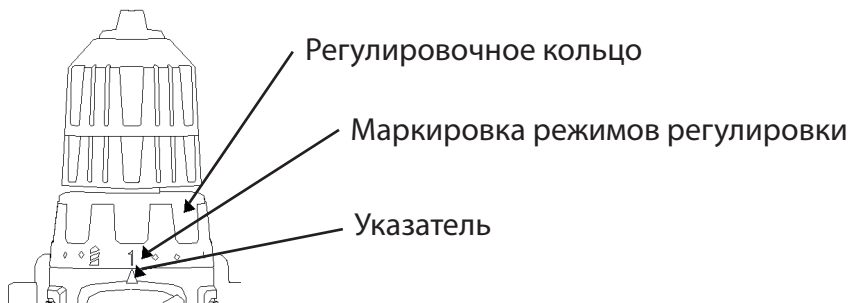 Регулировочное кольцо
Маркировка режимов регулировки
Указатель
1